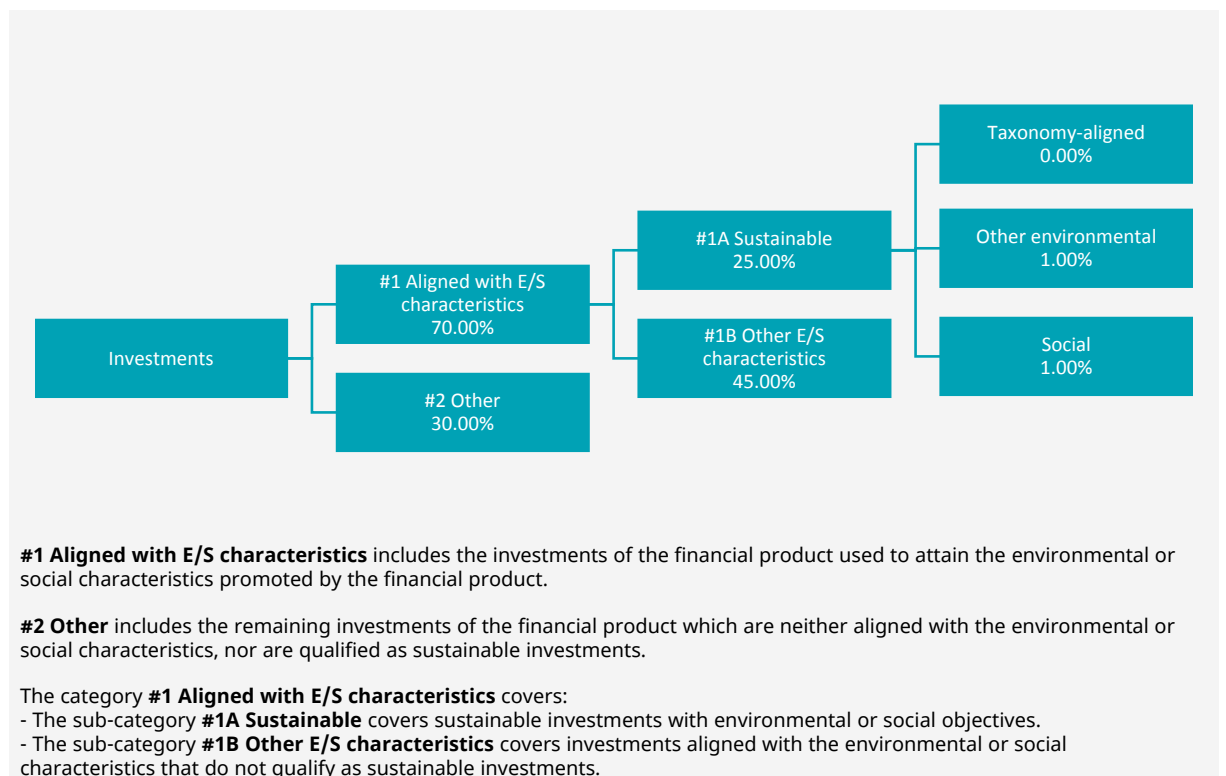 Taxonomy-aligned
0.00%
#1A Sustainable
25.00%
Other environmental
1.00%
#1 Aligned with E/S
characteristics
70.00%
Investments
#1B Other E/S
characteristics
45.00%
Social
1.00%
#2 Other
30.00%
#1 Aligned with E/S characteristics includes the investments of the financial product used to attain the environmental or
social characteristics promoted by the financial product.
#2 Other includes the remaining investments of the financial product which are neither aligned with the environmental or
social characteristics, nor are qualified as sustainable investments.
The category #1 Aligned with E/S characteristics covers:
- The sub-category #1A Sustainable covers sustainable investments with environmental or social objectives.
- The sub-category #1B Other E/S characteristics covers investments aligned with the environmental or social
characteristics that do not qualify as sustainable investments.